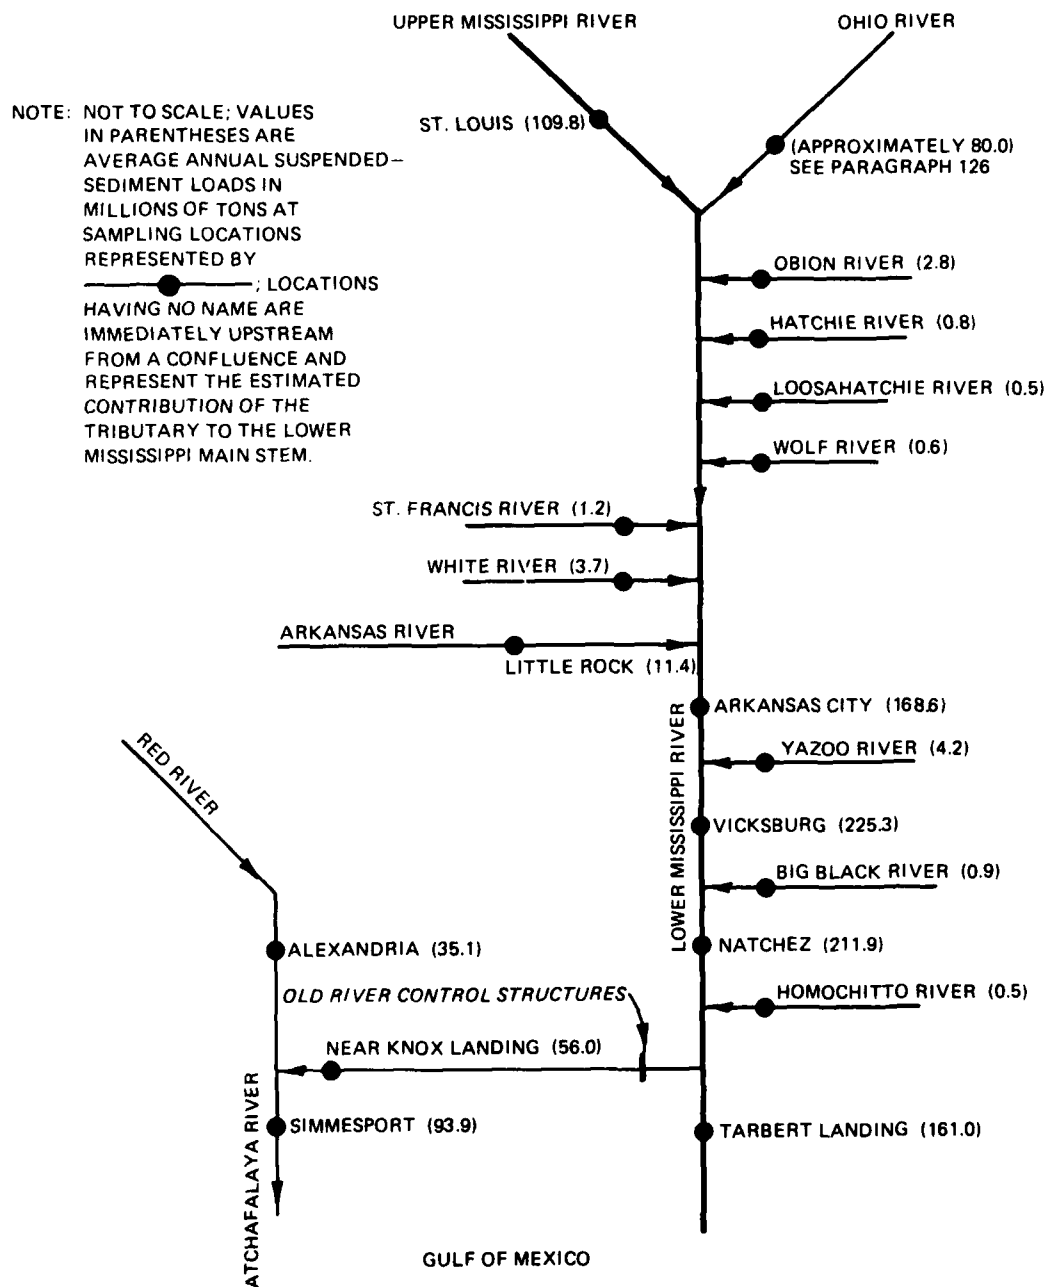 UPPER MISSISSIPPI RIVER
OHIO RIVER
NOTE: NOT TO SCALE; VALUES
IN PARENTHESES ARE
AVERAGE ANNUAL SUSPENDED–
SEDIMENT LOADS IN
MILLIONS OF TONS AT
SAMPLING LOCATIONS
REPRESENTED BY
; LOCATIONS
HAVING NO NAME ARE
IMMEDIATELY UPSTREAM
FROM A CONFLUENCE AND
REPRESENT THE ESTIMATED
CONTRIBUTION OF THE
TRIBUTARY TO THE LOWER
MISSISSIPPI MAIN STEM.
ST. LOUIS (109.8)
(APPROXIMATELY 80.0)
SEE PARAGRAPH 126
OBION RIVER (2.8)
HATCHIE RIVER (0.8)
LOOSAHATCHIE RIVER (0.5)
WOLF RIVER (0.6)
ST. FRANCIS RIVER (1.2)
WHITE RIVER (3.7)
ARKANSAS RIVER
LITTLE ROCK (11.4)
ARKANSAS CITY (168.6)
LOWER MISSISSIPPI RIVER
YAZOO RIVER (4.2)
RED RIVER
VICKSBURG (225.3)
BIG BLACK RIVER (0.9)
ALEXANDRIA (35.1)
NATCHEZ (211.9)
OLD RIVER CONTROL STRUCTURES
HOMOCHITTO RIVER (0.5)
NEAR KNOX LANDING (56.0)
ATCHAFALAYA RIVER
SIMMESPORT (93.9)
TARBERT LANDING (161.0)
GULF OF MEXICO